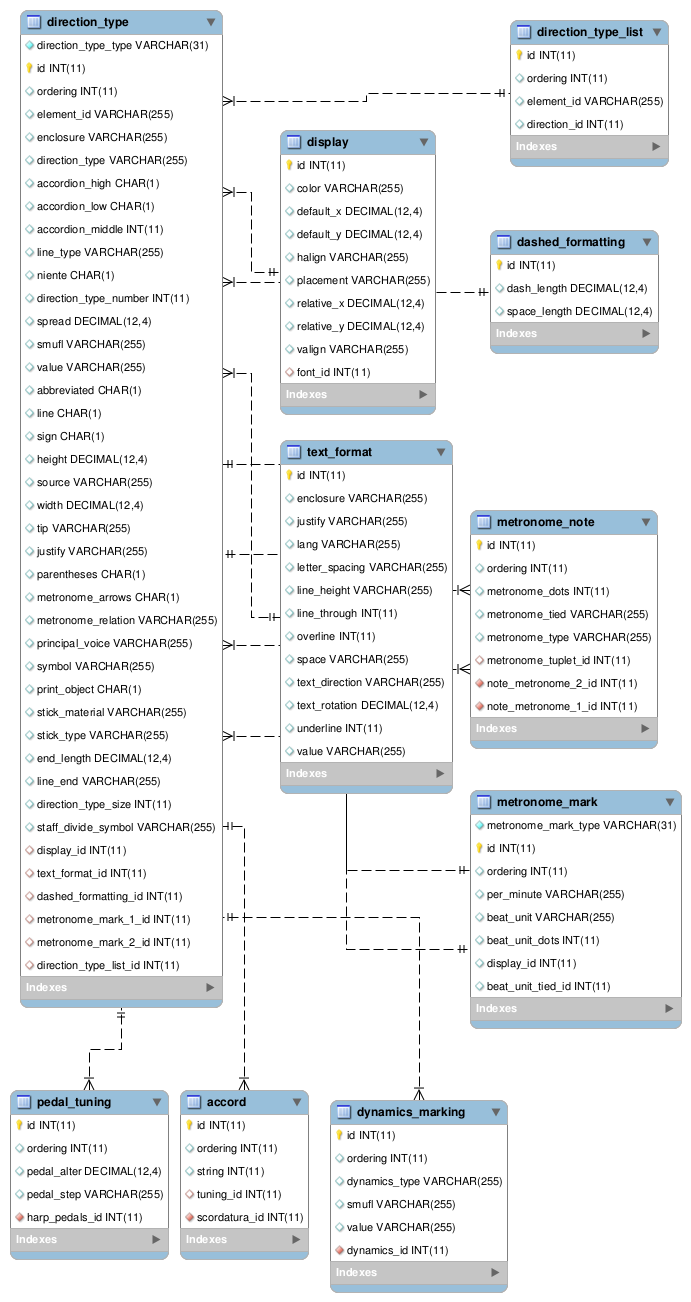 direction_type
direction_type_type VARCHAR(31)
id INT(11)
ordering INT(11)
element_id VARCHAR(255)
enclosure VARCHAR(255)
direction_type VARCHAR(255)
accordion_high CHAR(1)
accordion_low CHAR(1)
accordion_middle INT(11)
line_type VARCHAR(255)
niente CHAR(1)
direction_type_number INT(11)
spread DECIMAL(12,4)
smufl VARCHAR(255)
value VARCHAR(255)
abbreviated CHAR(1)
line CHAR(1)
sign CHAR(1)
height DECIMAL(12,4)
source VARCHAR(255)
width DECIMAL(12,4)
tip VARCHAR(255)
justify VARCHAR(255)
parentheses CHAR(1)
metronome_arrows CHAR(1)
metronome_relation VARCHAR(255)
principal_voice VARCHAR(255)
symbol VARCHAR(255)
print_object CHAR(1)
stick_material VARCHAR(255)
stick_type VARCHAR(255)
end_length DECIMAL(12,4)
line_end VARCHAR(255)
direction_type_size INT(11)
staff_divide_symbol VARCHAR(255)
display_id INT(11)
text_format_id INT(11)
dashed_formatting_id INT(11)
metronome_mark_1_id INT(11)
metronome_mark_2_id INT(11)
direction_type_list_id INT(11)
Indexes
direction_type_list
id INT(11)
ordering INT(11)
element_id VARCHAR(255)
direction_id INT(11)
Indexes
display
id INT(11)
color VARCHAR(255)
default_x DECIMAL(12,4)
default_y DECIMAL(12,4)
halign VARCHAR(255)
placement VARCHAR(255)
relative_x DECIMAL(12,4)
relative_y DECIMAL(12,4)
valign VARCHAR(255)
font_id INT(11)
Indexes
dashed_formatting
id INT(11)
dash_length DECIMAL(12,4)
space_length DECIMAL(12,4)
Indexes
text_format
id INT(11)
enclosure VARCHAR(255)
justify VARCHAR(255)
lang VARCHAR(255)
letter_spacing VARCHAR(255)
line_height VARCHAR(255)
line_through INT(11)
overline INT(11)
space VARCHAR(255)
text_direction VARCHAR(255)
text_rotation DECIMAL(12,4)
underline INT(11)
value VARCHAR(255)
Indexes
metronome_note
id INT(11)
ordering INT(11)
metronome_dots INT(11)
metronome_tied VARCHAR(255)
metronome_type VARCHAR(255)
metronome_tuplet_id INT(11)
note_metronome_2_id INT(11)
note_metronome_1_id INT(11)
Indexes
metronome_mark
metronome_mark_type VARCHAR(31)
id INT(11)
ordering INT(11)
per_minute VARCHAR(255)
beat_unit VARCHAR(255)
beat_unit_dots INT(11)
display_id INT(11)
beat_unit_tied_id INT(11)
Indexes
pedal_tuning
id INT(11)
ordering INT(11)
pedal_alter DECIMAL(12,4)
pedal_step VARCHAR(255)
harp_pedals_id INT(11)
Indexes
accord
id INT(11)
ordering INT(11)
string INT(11)
tuning_id INT(11)
scordatura_id INT(11)
Indexes
dynamics_marking
id INT(11)
ordering INT(11)
dynamics_type VARCHAR(255)
smufl VARCHAR(255)
value VARCHAR(255)
dynamics_id INT(11)
Indexes